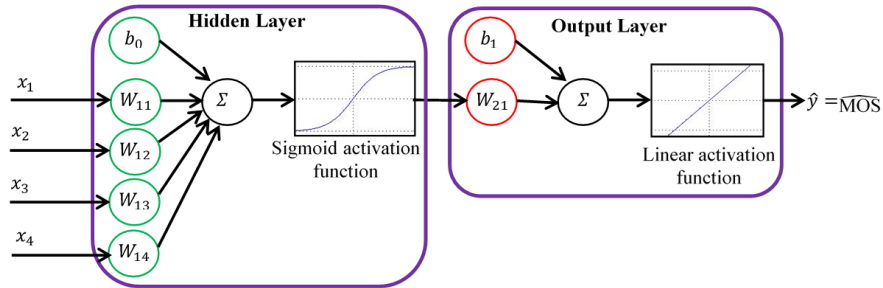 Hidden Layer
b₀
x₁
W₁₁
x₂
W₁₂
x₃
W₁₃
x₄
W₁₄
Σ
Sigmoid activation
function
Output Layer
b₁
W₂₁
Σ
Linear activation
function
ŷ = \widehat{MOS}